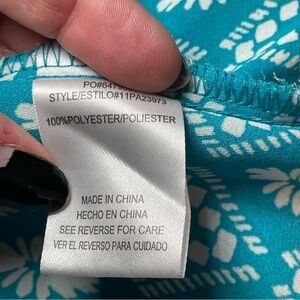 STYLE/ESTILO#11PA23973
100%POLYESTER/POLIESTER
MADE IN CHINA
HECHO EN CHINA
SEE REVERSE FOR CARE
VER EL REVERSO PARA CUIDADO